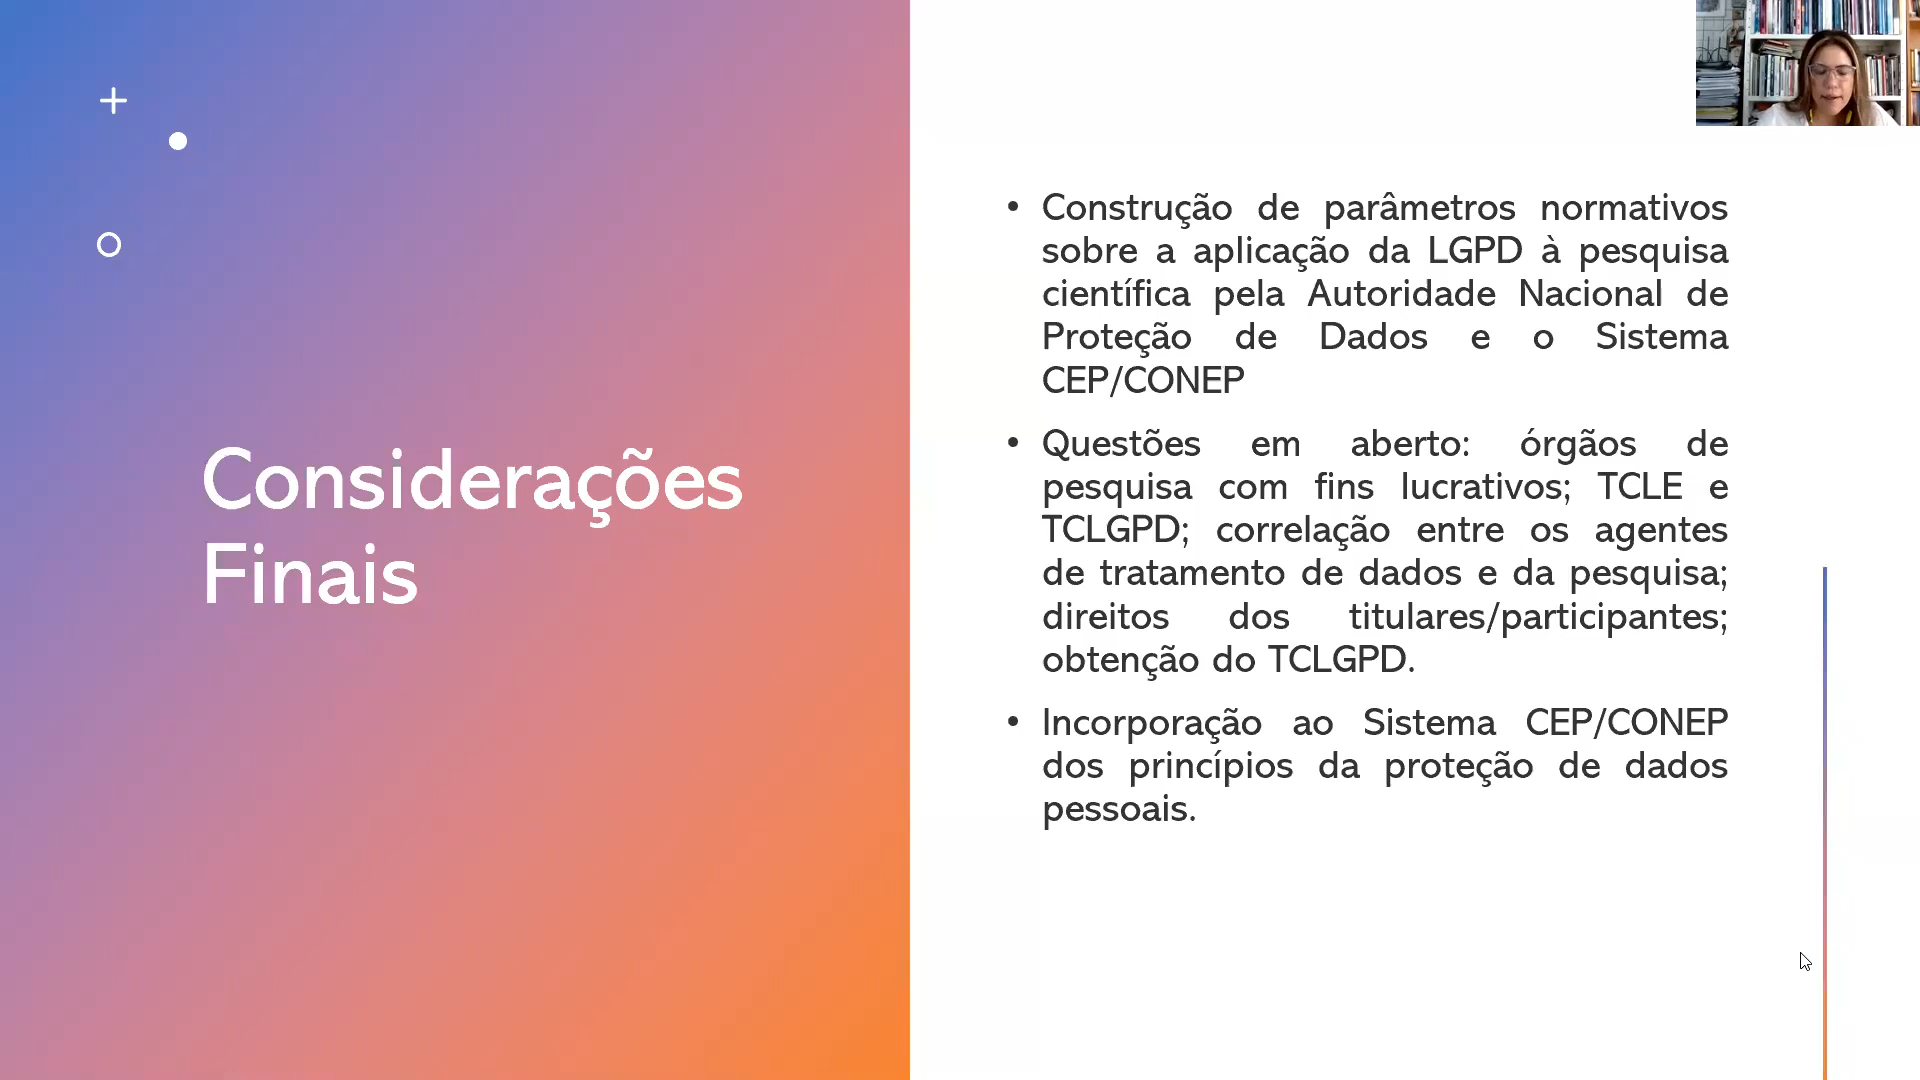 Considerações
Finais
• Construção de parâmetros normativos
sobre a aplicação da LGPD à pesquisa
científica pela Autoridade Nacional de
Proteção de Dados e o Sistema
CEP/CONEP
• Questões em aberto: órgãos de
pesquisa com fins lucrativos; TCLE e
TCLGPD; correlação entre os agentes
de tratamento de dados e da pesquisa;
direitos dos titulares/participantes;
obtenção do TCLGPD.
• Incorporação ao Sistema CEP/CONEP
dos princípios da proteção de dados
pessoais.